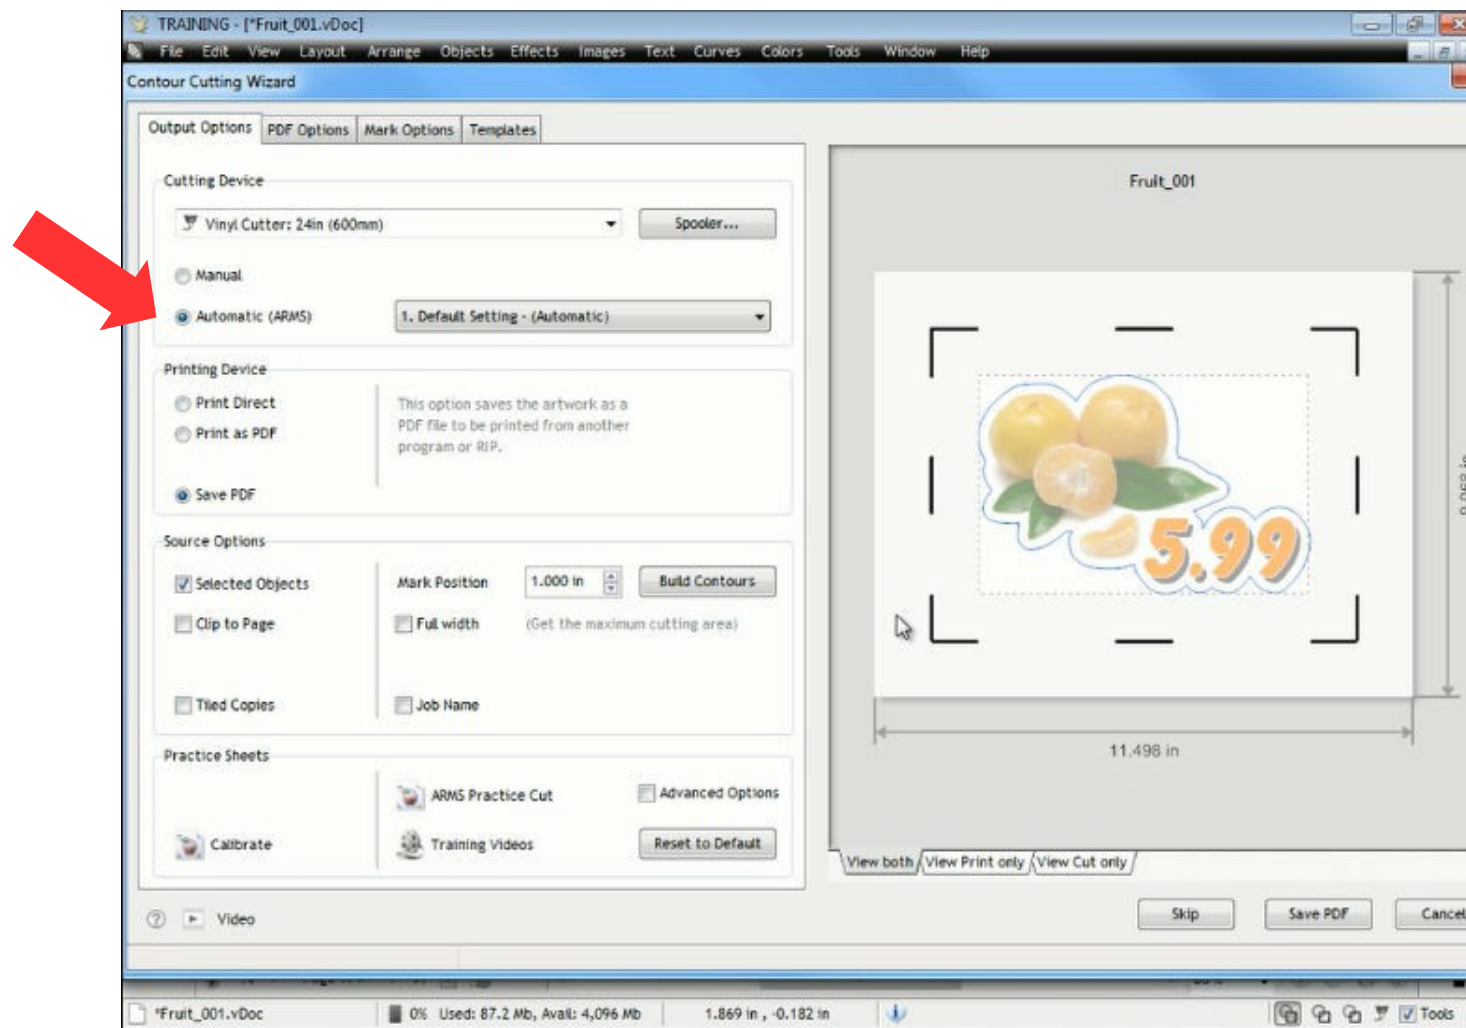 TRAINING - [*Fruit_001.vDoc]
File Edit View Layout Arrange Objects Effects Images Text Curves Colors Tools Window Help
Contour Cutting Wizard
Output Options PDF Options Mark Options Templates
Cutting Device
Vinyl Cutter: 24in (600mm) Spooler...
Manual
Automatic (ARMS) 1. Default Setting - (Automatic)
Printing Device
Print Direct
Print as PDF
This option saves the artwork as a
PDF file to be printed from another
program or RIP.
Save PDF
Source Options
Selected Objects Mark Position 1.000 in Build Contours
Clip to Page Full width (Get the maximum cutting area)
Tiled Copies Job Name
Practice Sheets
ARMS Practice Cut Advanced Options
Calibrate Training Videos Reset to Default
Fruit_001
5.99
11.496 in
View both View Print only View Cut only
? Video Skip Save PDF Cancel
*Fruit_001.vDoc 0% Used: 87.2 Mb, Avail: 4,096 Mb 1.869 in , -0.182 in Tools